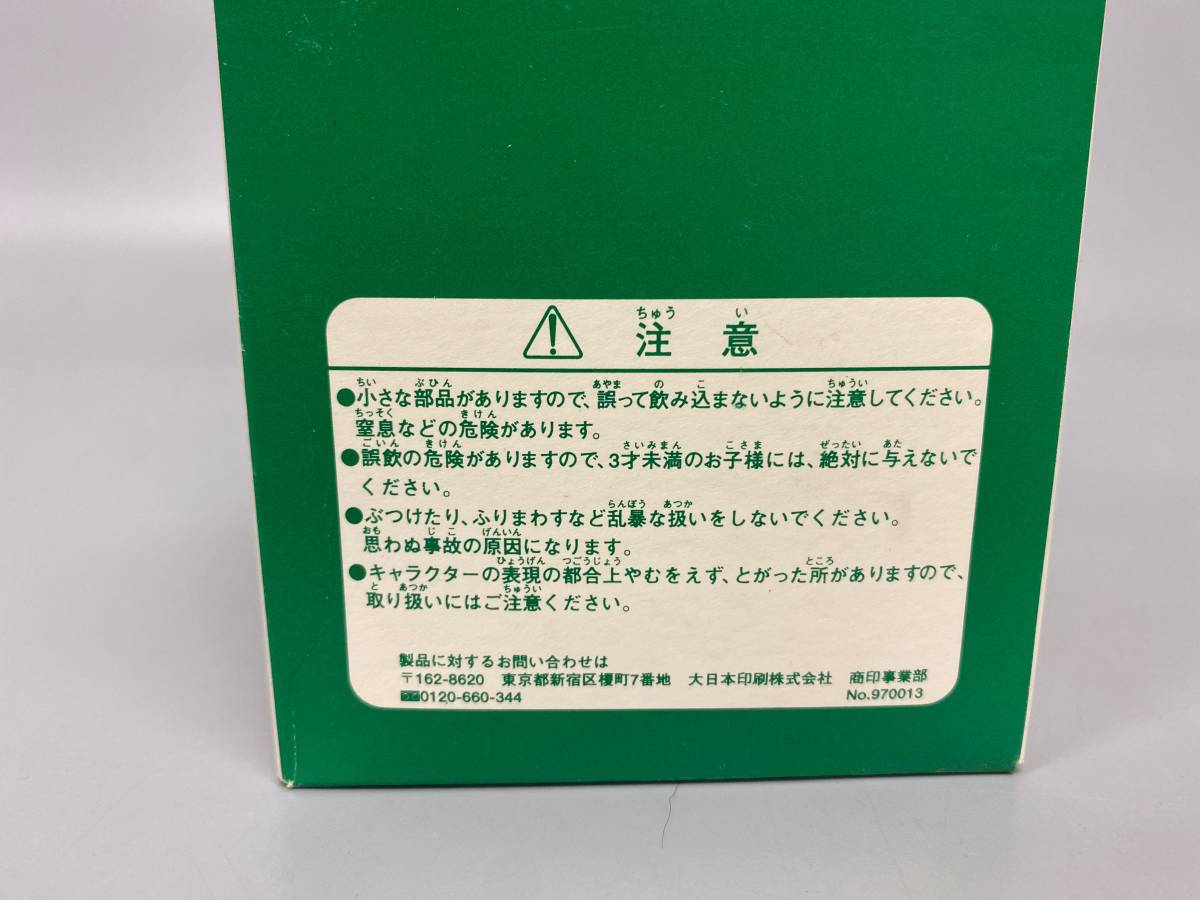 注意
●小さな部品がありますので、誤って飲み込まないように注意してください。
窒息などの危険があります。
●誤飲の危険がありますので、3才未満のお子様には、絶対に与えないで
ください。
●ぶつけたり、ふりまわすなど乱暴な扱いをしないでください。
思わぬ事故の原因になります。
●キャラクターの表現の都合上やむをえず、とがった所がありますので、
取り扱いにはご注意ください。
製品に対するお問い合わせは
〒162-8620 東京都新宿区榎町7番地 大日本印刷株式会社 商印事業部
0120-660-344 No.970013